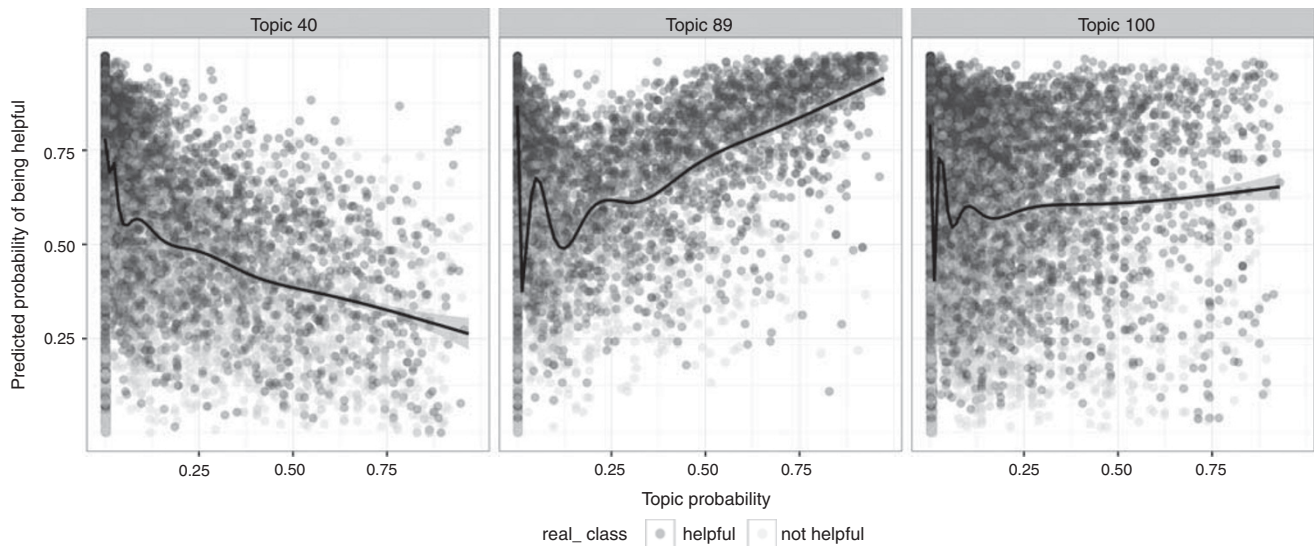 Topic 40 Topic 89 Topic 100
Predicted probability of being helpful
0.75
0.50
0.25
0.25 0.50 0.75 0.25 0.50 0.75 0.25 0.50 0.75
Topic probability
real_ class helpful not helpful